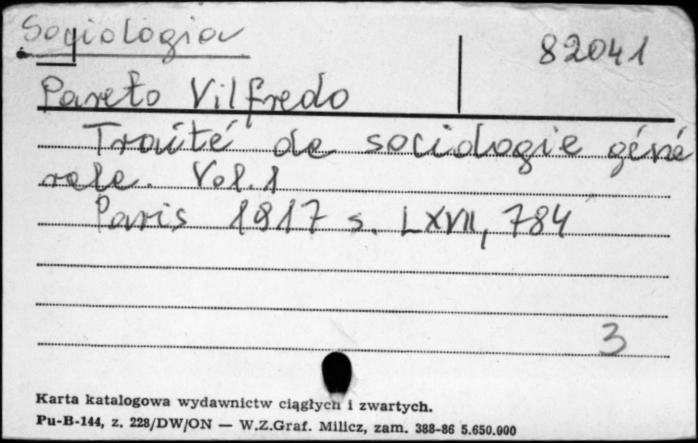 Socjologia
82041
Pareto Vilfredo
Traité de sociologie géné
rale. Vol. 1
Paris 1917 s. LXVII, 784
3
Karta katalogowa wydawnictw ciągłych i zwartych.
Pu-B-144, z. 228/DW/ON — W.Z.Graf. Milicz, zam. 388-86 5.650.000